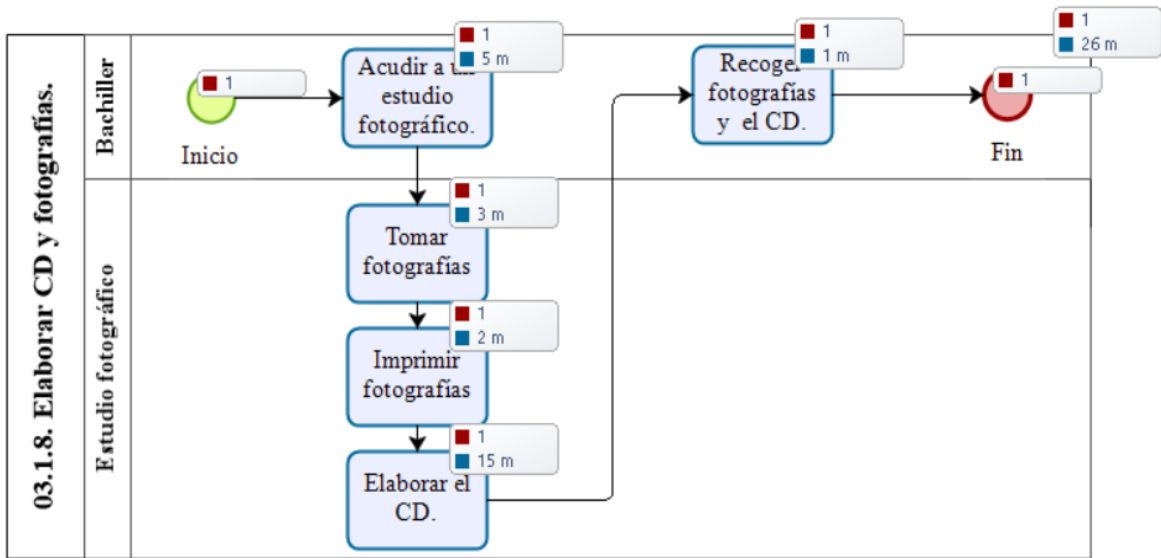 03.1.8. Elaborar CD y fotografías.
Bachiller
1
Inicio
1
5 m
Acudir a un
estudio
fotográfico.
1
1 m
Recoger
fotografías
y el CD.
1
26 m
1
Fin
Estudio fotográfico
1
3 m
Tomar
fotografías
1
2 m
Imprimir
fotografías
1
15 m
Elaborar el
CD.